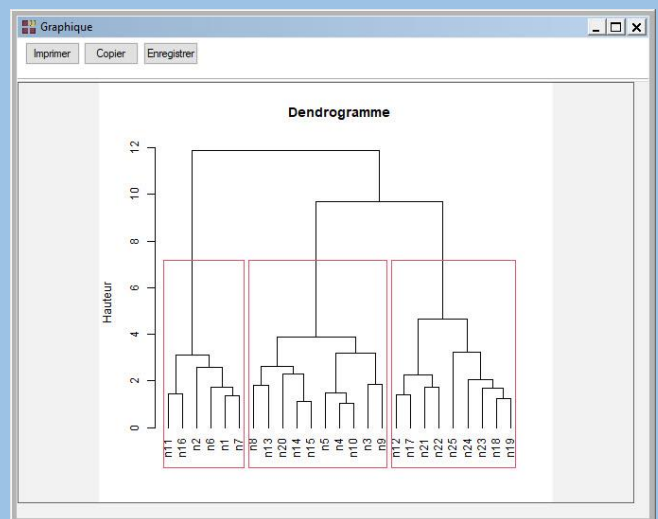 Graphique
Imprimer Copier Enregistrer
Dendrogramme
Hauteur
12
10
8
6
4
2
0
n11 n16 n2 n6 n1 n7 n8 n13 n20 n14 n15 n5 n4 n10 n3 n9 n12 n17 n21 n22 n25 n24 n23 n18 n19